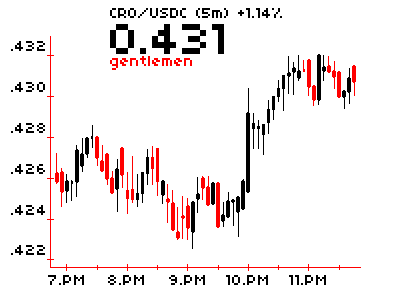 CRO/USDC (5m) +1.14%
0.431
gentlemen
.432
.430
.428
.426
.424
.422
7.PM 8.PM 9.PM 10.PM 11.PM